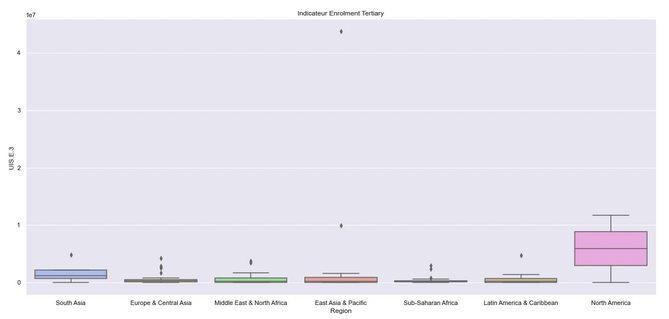 Indicateur Enrolment Tertiary
1e7
4
3
2
1
0
UIS.E.3
South Asia
Europe & Central Asia
Middle East & North Africa
East Asia & Pacific
Sub-Saharan Africa
Latin America & Caribbean
North America
Region